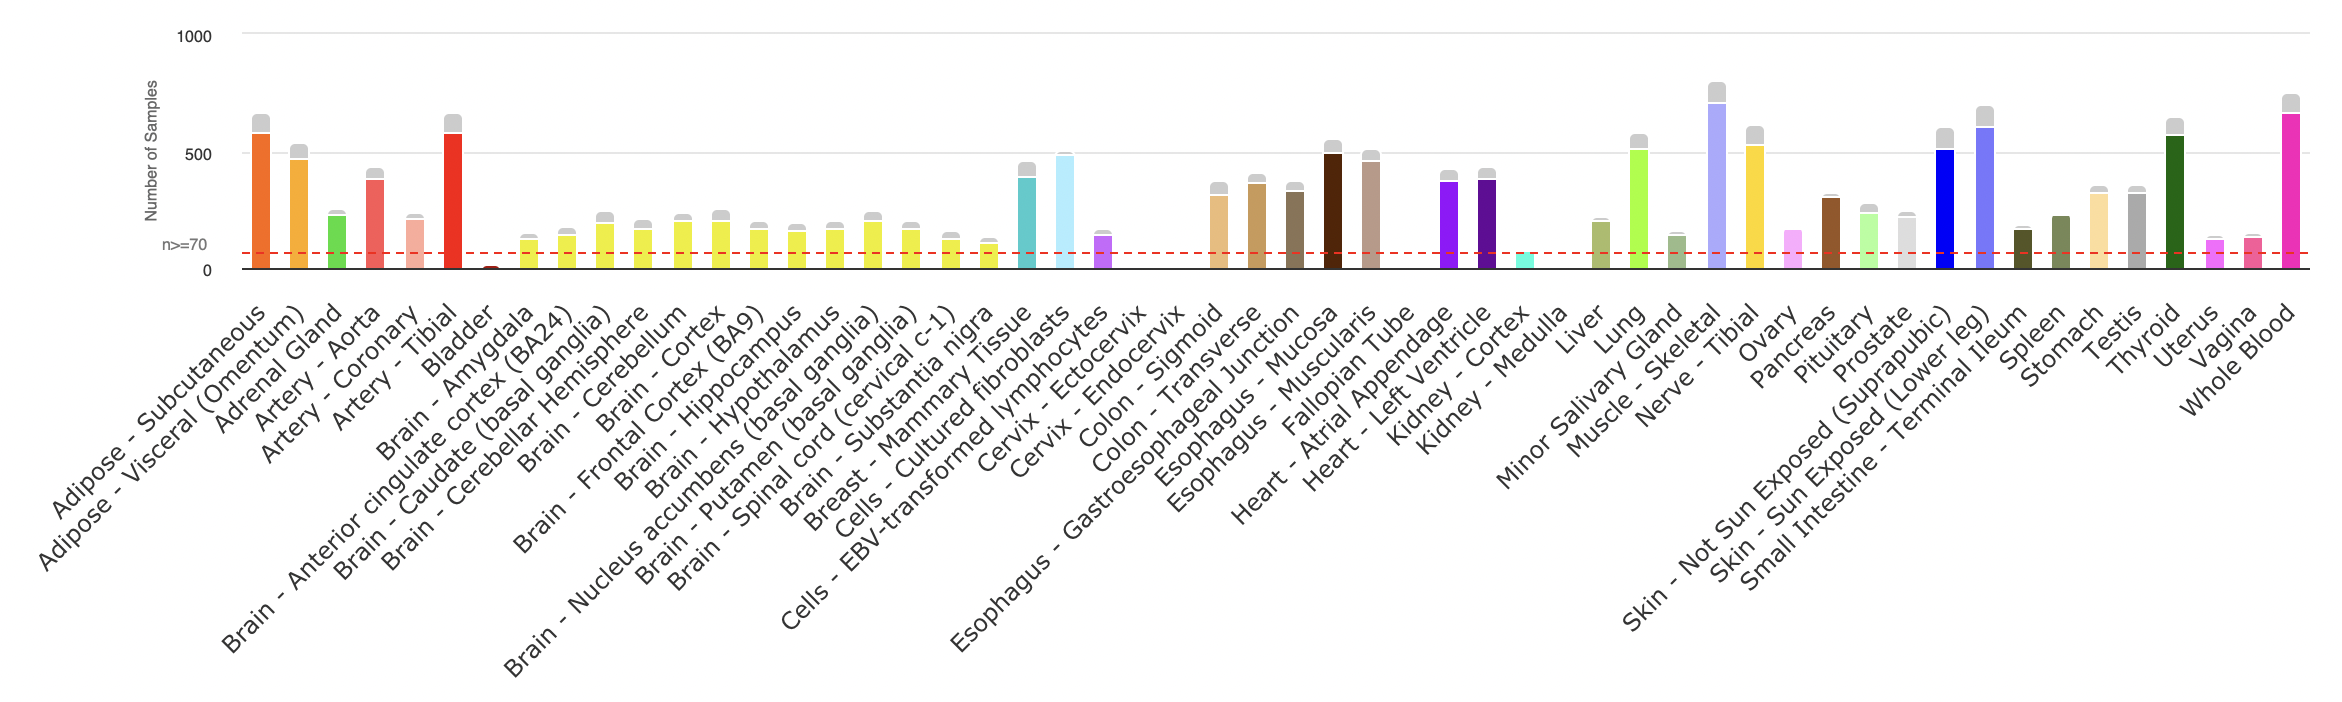 1000
Number of Samples
500
n>=70
0
Adipose - Subcutaneous
Adipose - Visceral (Omentum)
Adrenal Gland
Artery - Aorta
Artery - Coronary
Artery - Tibial
Bladder
Brain - Amygdala
Brain - Anterior cingulate cortex (BA24)
Brain - Caudate (basal ganglia)
Brain - Cerebellar Hemisphere
Brain - Cerebellum
Brain - Cortex
Brain - Frontal Cortex (BA9)
Brain - Hippocampus
Brain - Hypothalamus
Brain - Nucleus accumbens (basal ganglia)
Brain - Putamen (basal ganglia)
Brain - Spinal cord (cervical c-1)
Brain - Substantia nigra
Breast - Mammary Tissue
Cells - Cultured fibroblasts
Cells - EBV-transformed lymphocytes
Cervix - Ectocervix
Cervix - Endocervix
Colon - Sigmoid
Colon - Transverse
Esophagus - Gastroesophageal Junction
Esophagus - Mucosa
Esophagus - Muscularis
Fallopian Tube
Heart - Atrial Appendage
Heart - Left Ventricle
Kidney - Cortex
Kidney - Medulla
Liver
Lung
Minor Salivary Gland
Muscle - Skeletal
Nerve - Tibial
Ovary
Pancreas
Pituitary
Prostate
Skin - Not Sun Exposed (Suprapubic)
Skin - Sun Exposed (Lower leg)
Small Intestine - Terminal Ileum
Spleen
Stomach
Testis
Thyroid
Uterus
Vagina
Whole Blood